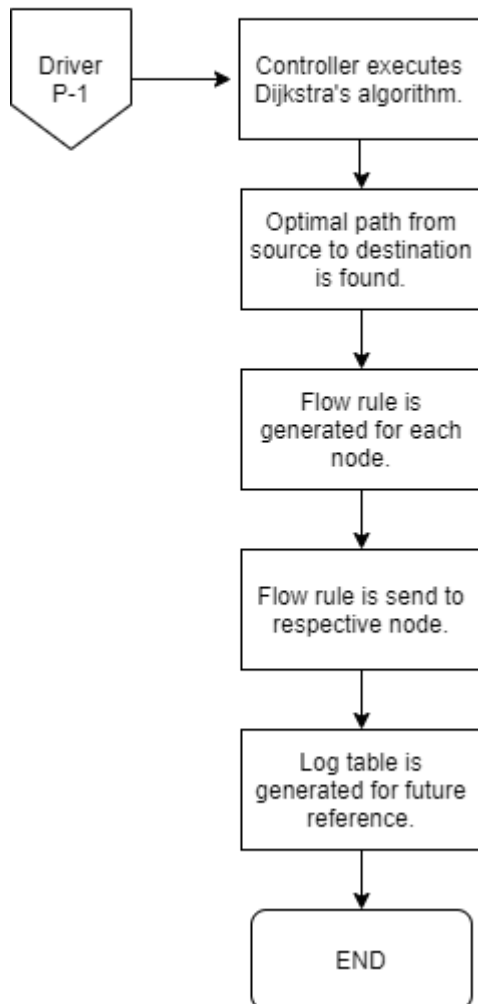 Driver
P-1
Controller executes
Dijkstra's algorithm.
Optimal path from
source to destination
is found.
Flow rule is
generated for each
node.
Flow rule is send to
respective node.
Log table is
generated for future
reference.
END